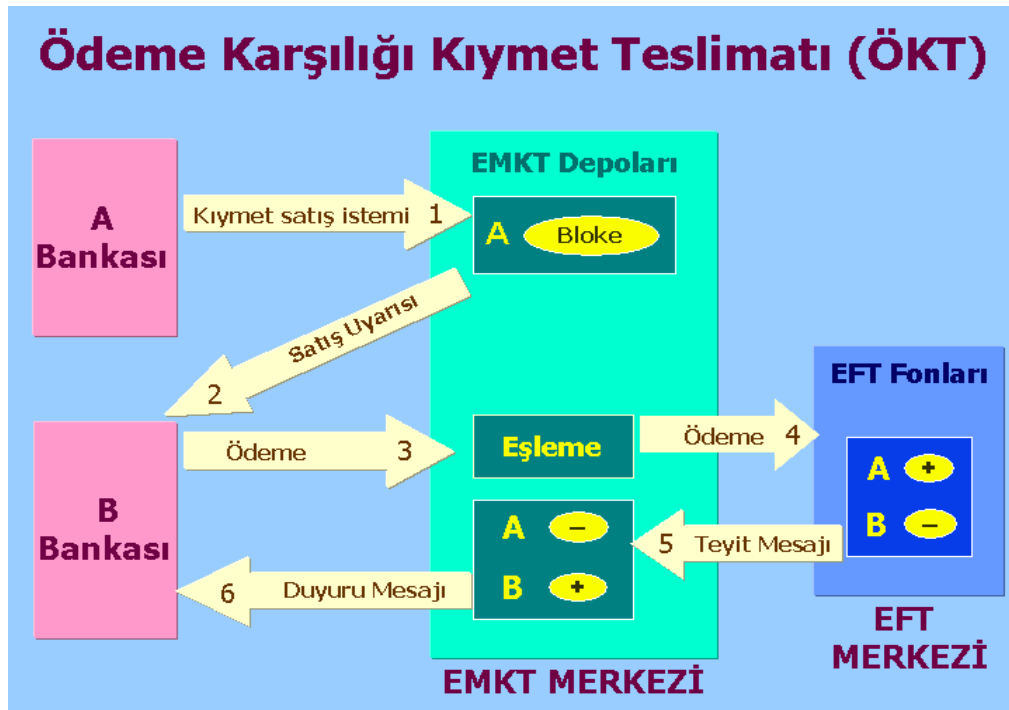 Ödeme Karşılığı Kıymet Teslimatı (ÖKT)
A
Bankası
Kıymet satış istemi 1
EMKT Depoları
A Bloke
Satış Uyarısı
2
B
Bankası
Ödeme 3
Eşleme
Ödeme 4
EFT Fonları
A +
B −
5 Teyit Mesajı
A −
B +
6 Duyuru Mesajı
EMKT MERKEZİ
EFT
MERKEZİ